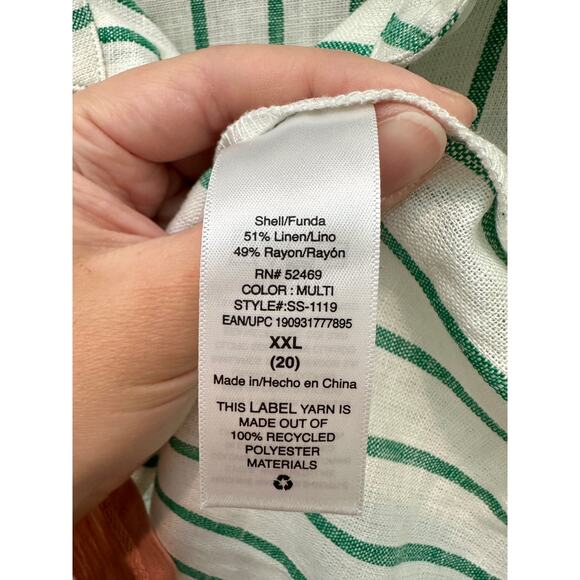 Shell/Funda
51% Linen/Lino
49% Rayon/Rayón
RN# 52469
COLOR : MULTI
STYLE#:SS-1119
EAN/UPC 190931777895
XXL
(20)
Made in/Hecho en China
THIS LABEL YARN IS
MADE OUT OF
100% RECYCLED
POLYESTER
MATERIALS